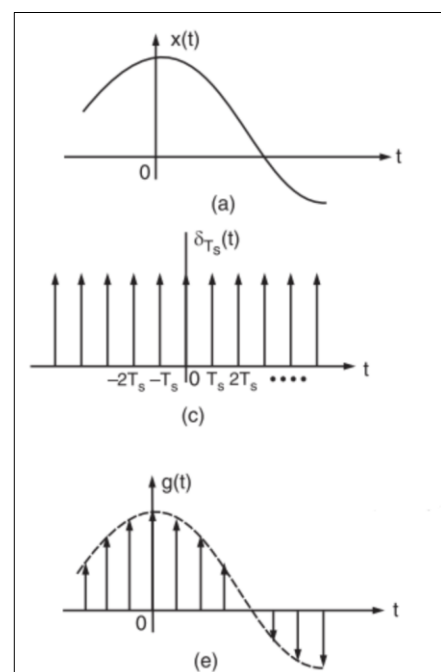 x(t)
t
0
(a)
δTs(t)
t
–2Ts –Ts 0 Ts 2Ts ••••
(c)
g(t)
t
0
(e)